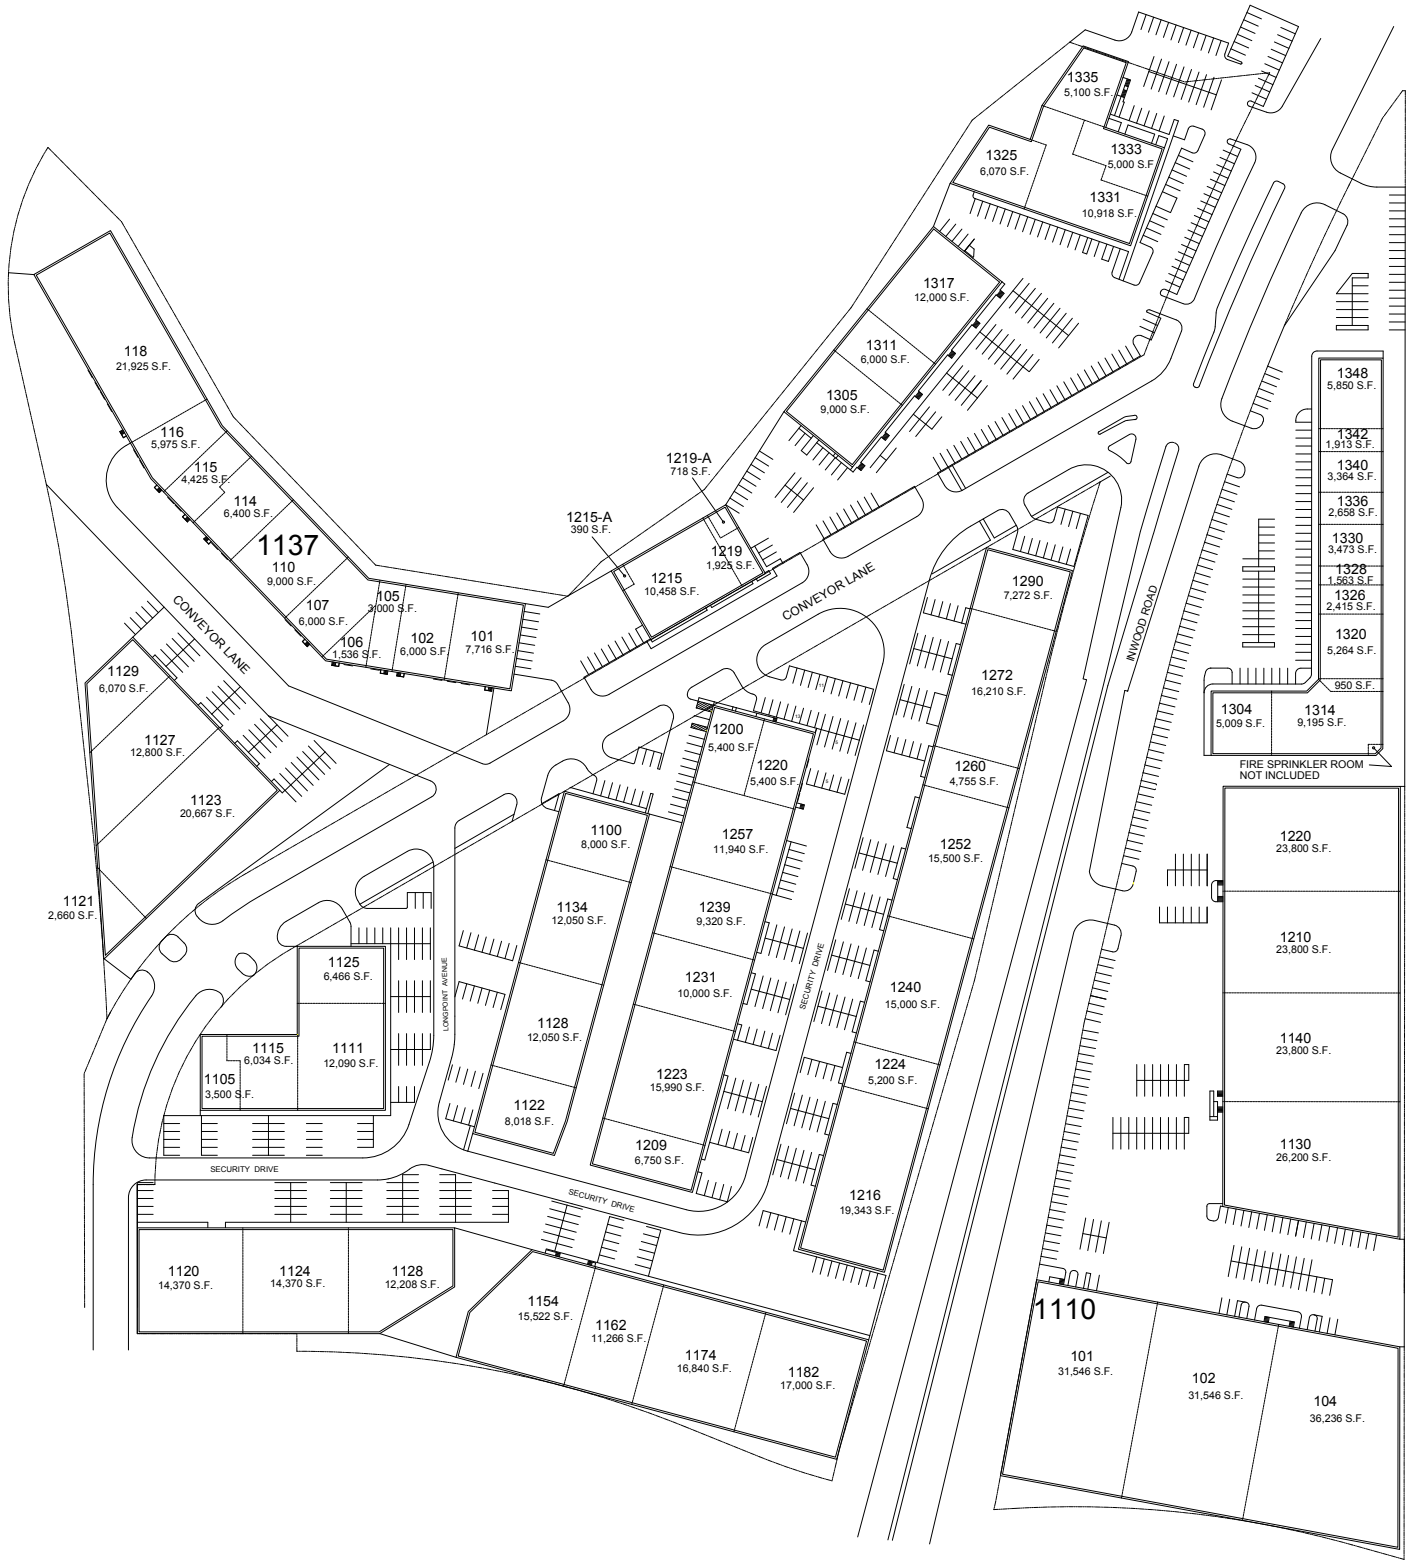 1335
5,100 S.F.
1325
6,070 S.F.
1333
5,000 S.F
1331
10,918 S.F.
1317
12,000 S.F.
1311
6,000 S.F.
1305
9,000 S.F.
118
21,925 S.F.
116
5,975 S.F.
115
4,425 S.F.
114
6,400 S.F.
1137
110
9,000 S.F.
107
6,000 S.F.
106
1,536 S.F.
105
3,000 S.F.
102
6,000 S.F.
101
7,716 S.F.
1219-A
718 S.F.
1215-A
390 S.F.
1219
1,925 S.F.
1215
10,458 S.F.
CONVEYOR LANE
CONVEYOR LANE
INWOOD ROAD
1348
5,850 S.F.
1342
1,913 S.F.
1340
3,364 S.F.
1336
2,658 S.F.
1330
3,473 S.F.
1328
1,563 S.F.
1326
2,415 S.F.
1320
5,264 S.F.
950 S.F.
1304
5,009 S.F.
1314
9,195 S.F.
FIRE SPRINKLER ROOM
NOT INCLUDED
1129
6,070 S.F.
1127
12,800 S.F.
1123
20,667 S.F.
1121
2,660 S.F.
1290
7,272 S.F.
1272
16,210 S.F.
1260
4,755 S.F.
1252
15,500 S.F.
1240
15,000 S.F.
1224
5,200 S.F.
1216
19,343 S.F.
1200
5,400 S.F.
1220
5,400 S.F.
1257
11,940 S.F.
1239
9,320 S.F.
1231
10,000 S.F.
1223
15,990 S.F.
1209
6,750 S.F.
1100
8,000 S.F.
1134
12,050 S.F.
1128
12,050 S.F.
1122
8,018 S.F.
LONGPOINT AVENUE
SECURITY DRIVE
1125
6,466 S.F.
1115
6,034 S.F.
1111
12,090 S.F.
1105
3,500 S.F.
SECURITY DRIVE
SECURITY DRIVE
1220
23,800 S.F.
1210
23,800 S.F.
1140
23,800 S.F.
1130
26,200 S.F.
1120
14,370 S.F.
1124
14,370 S.F.
1128
12,208 S.F.
1154
15,522 S.F.
1162
11,266 S.F.
1174
16,840 S.F.
1182
17,000 S.F.
1110
101
31,546 S.F.
102
31,546 S.F.
104
36,236 S.F.